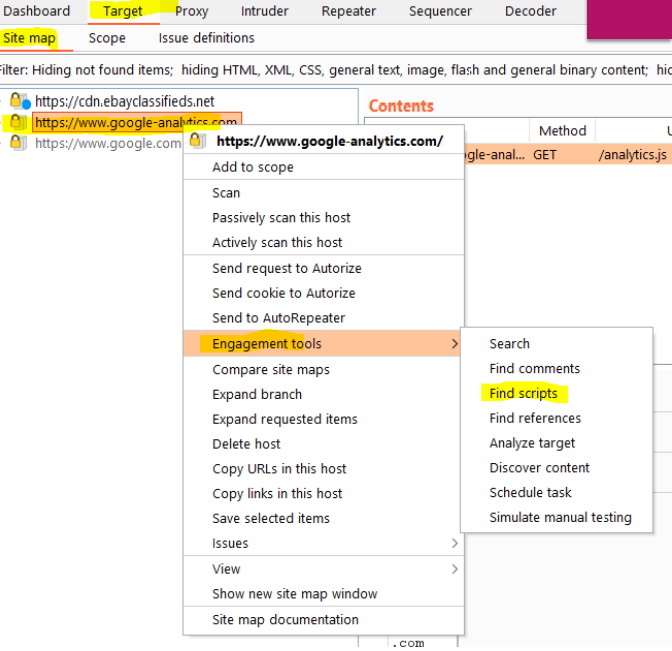 Dashboard Target Proxy Intruder Repeater Sequencer Decoder
Site map Scope Issue definitions
Filter: Hiding not found items; hiding HTML, XML, CSS, general text, image, flash and general binary content; hid
https://cdn.ebayclassifieds.net
https://www.google-analytics.com
https://www.google.com
Contents
Method U
ogle-anal... GET /analytics.js
https://www.google-analytics.com/
Add to scope
Scan
Passively scan this host
Actively scan this host
Send request to Autorize
Send cookie to Autorize
Send to AutoRepeater
Engagement tools
Compare site maps
Expand branch
Expand requested items
Delete host
Copy URLs in this host
Copy links in this host
Save selected items
Issues
View
Show new site map window
Site map documentation
Search
Find comments
Find scripts
Find references
Analyze target
Discover content
Schedule task
Simulate manual testing
.com